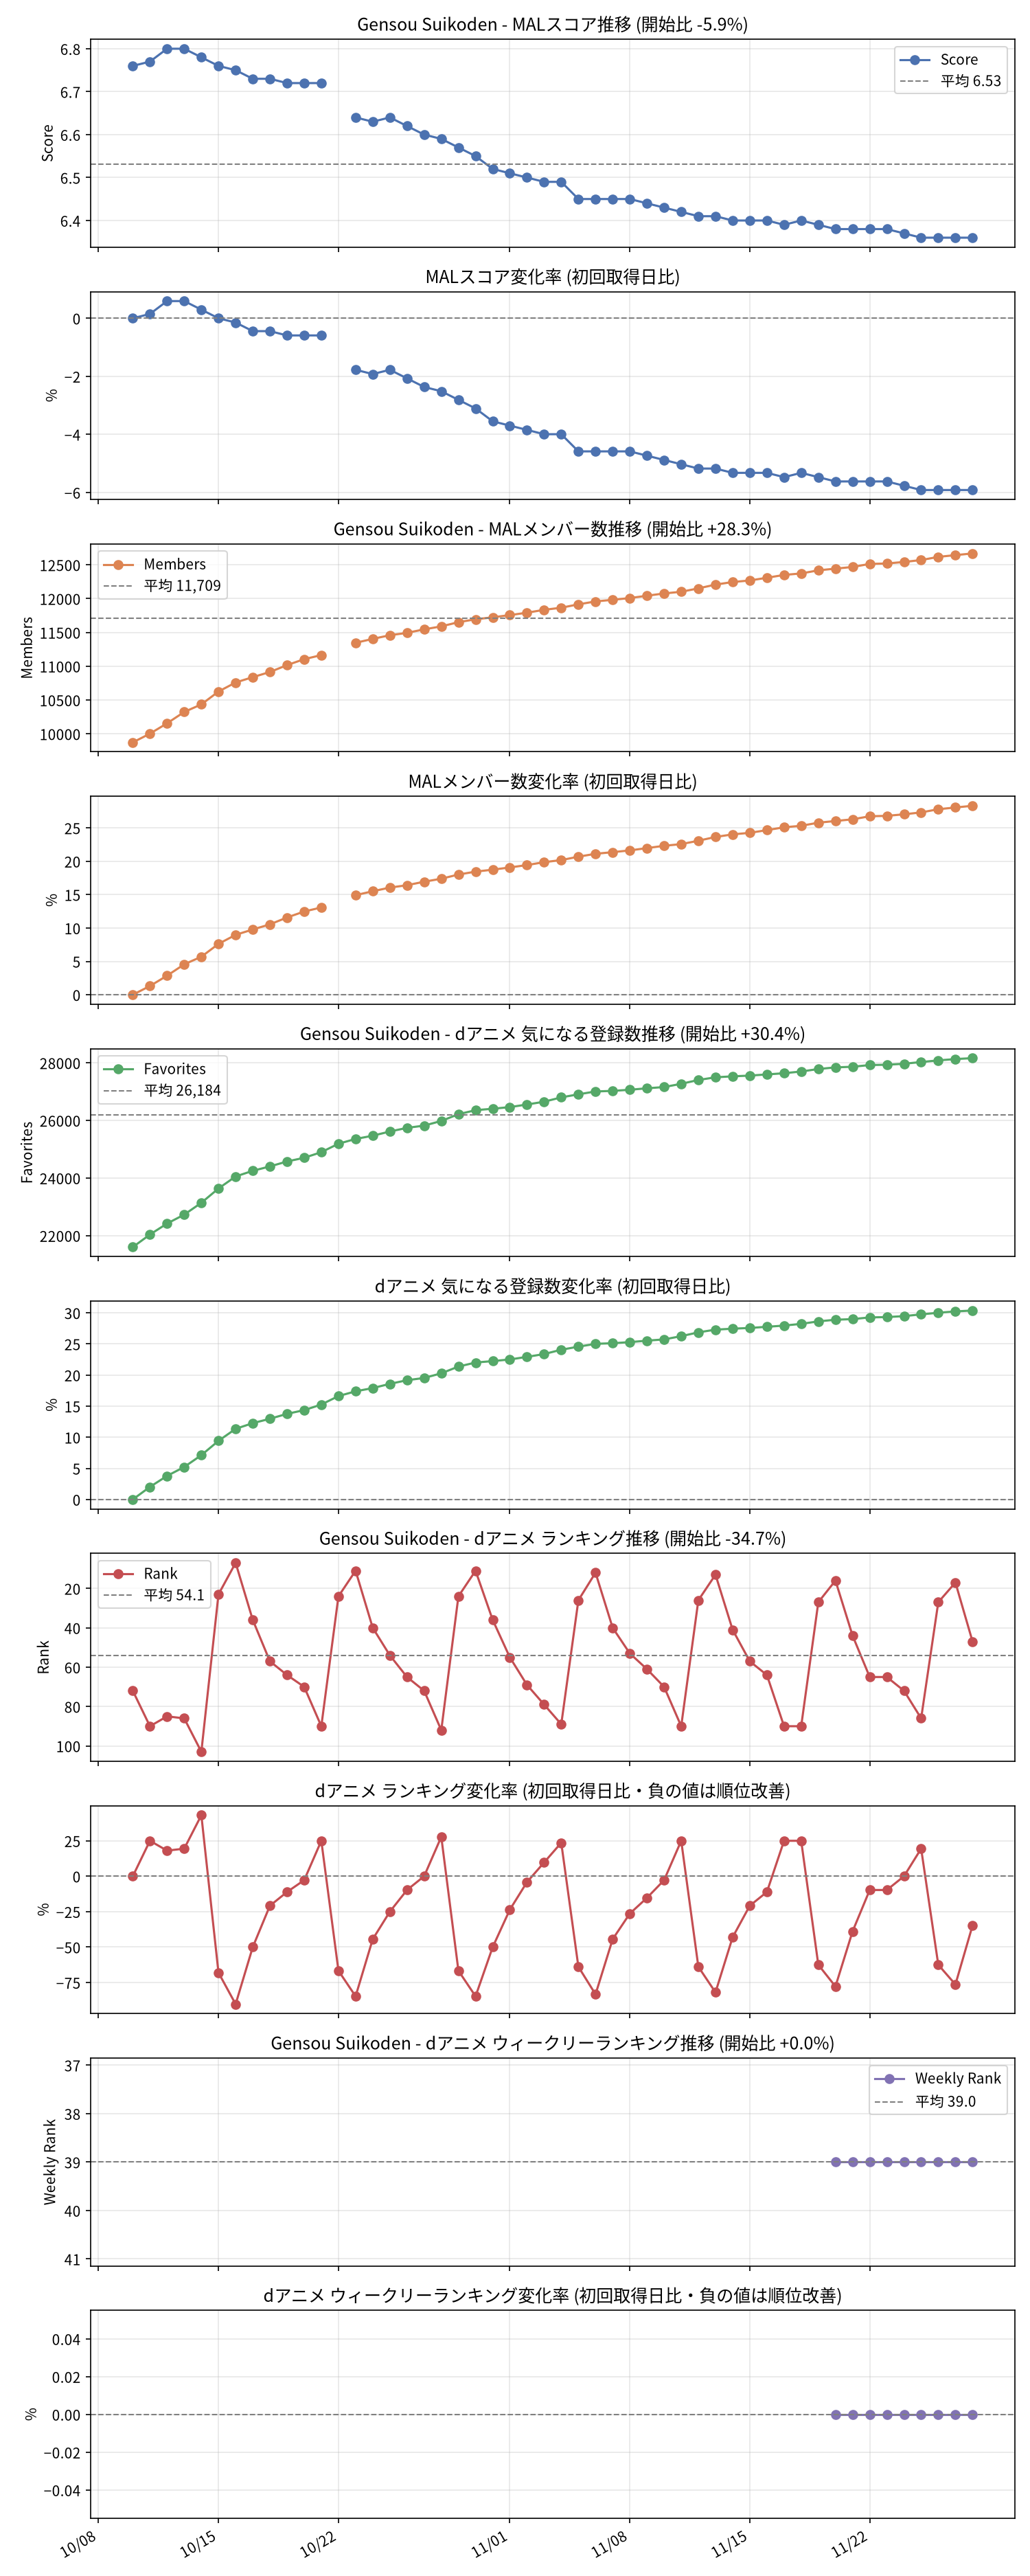 Gensou Suikoden - MALスコア推移 (開始比 -5.9%)
Score
6.8
6.7
6.6
6.5
6.4
Score
平均 6.53
MALスコア変化率 (初回取得日比)
%
0
−2
−4
−6
Gensou Suikoden - MALメンバー数推移 (開始比 +28.3%)
Members
12500
12000
11500
11000
10500
10000
Members
平均 11,709
MALメンバー数変化率 (初回取得日比)
%
25
20
15
10
5
0
Gensou Suikoden - dアニメ 気になる登録数推移 (開始比 +30.4%)
Favorites
28000
26000
24000
22000
Favorites
平均 26,184
dアニメ 気になる登録数変化率 (初回取得日比)
%
30
25
20
15
10
5
0
Gensou Suikoden - dアニメ ランキング推移 (開始比 -34.7%)
Rank
20
40
60
80
100
Rank
平均 54.1
dアニメ ランキング変化率 (初回取得日比・負の値は順位改善)
%
25
0
−25
−50
−75
Gensou Suikoden - dアニメ ウィークリーランキング推移 (開始比 +0.0%)
Weekly Rank
37
38
39
40
41
Weekly Rank
平均 39.0
dアニメ ウィークリーランキング変化率 (初回取得日比・負の値は順位改善)
%
0.04
0.02
0.00
−0.02
−0.04
10/08
10/15
10/22
11/01
11/08
11/15
11/22